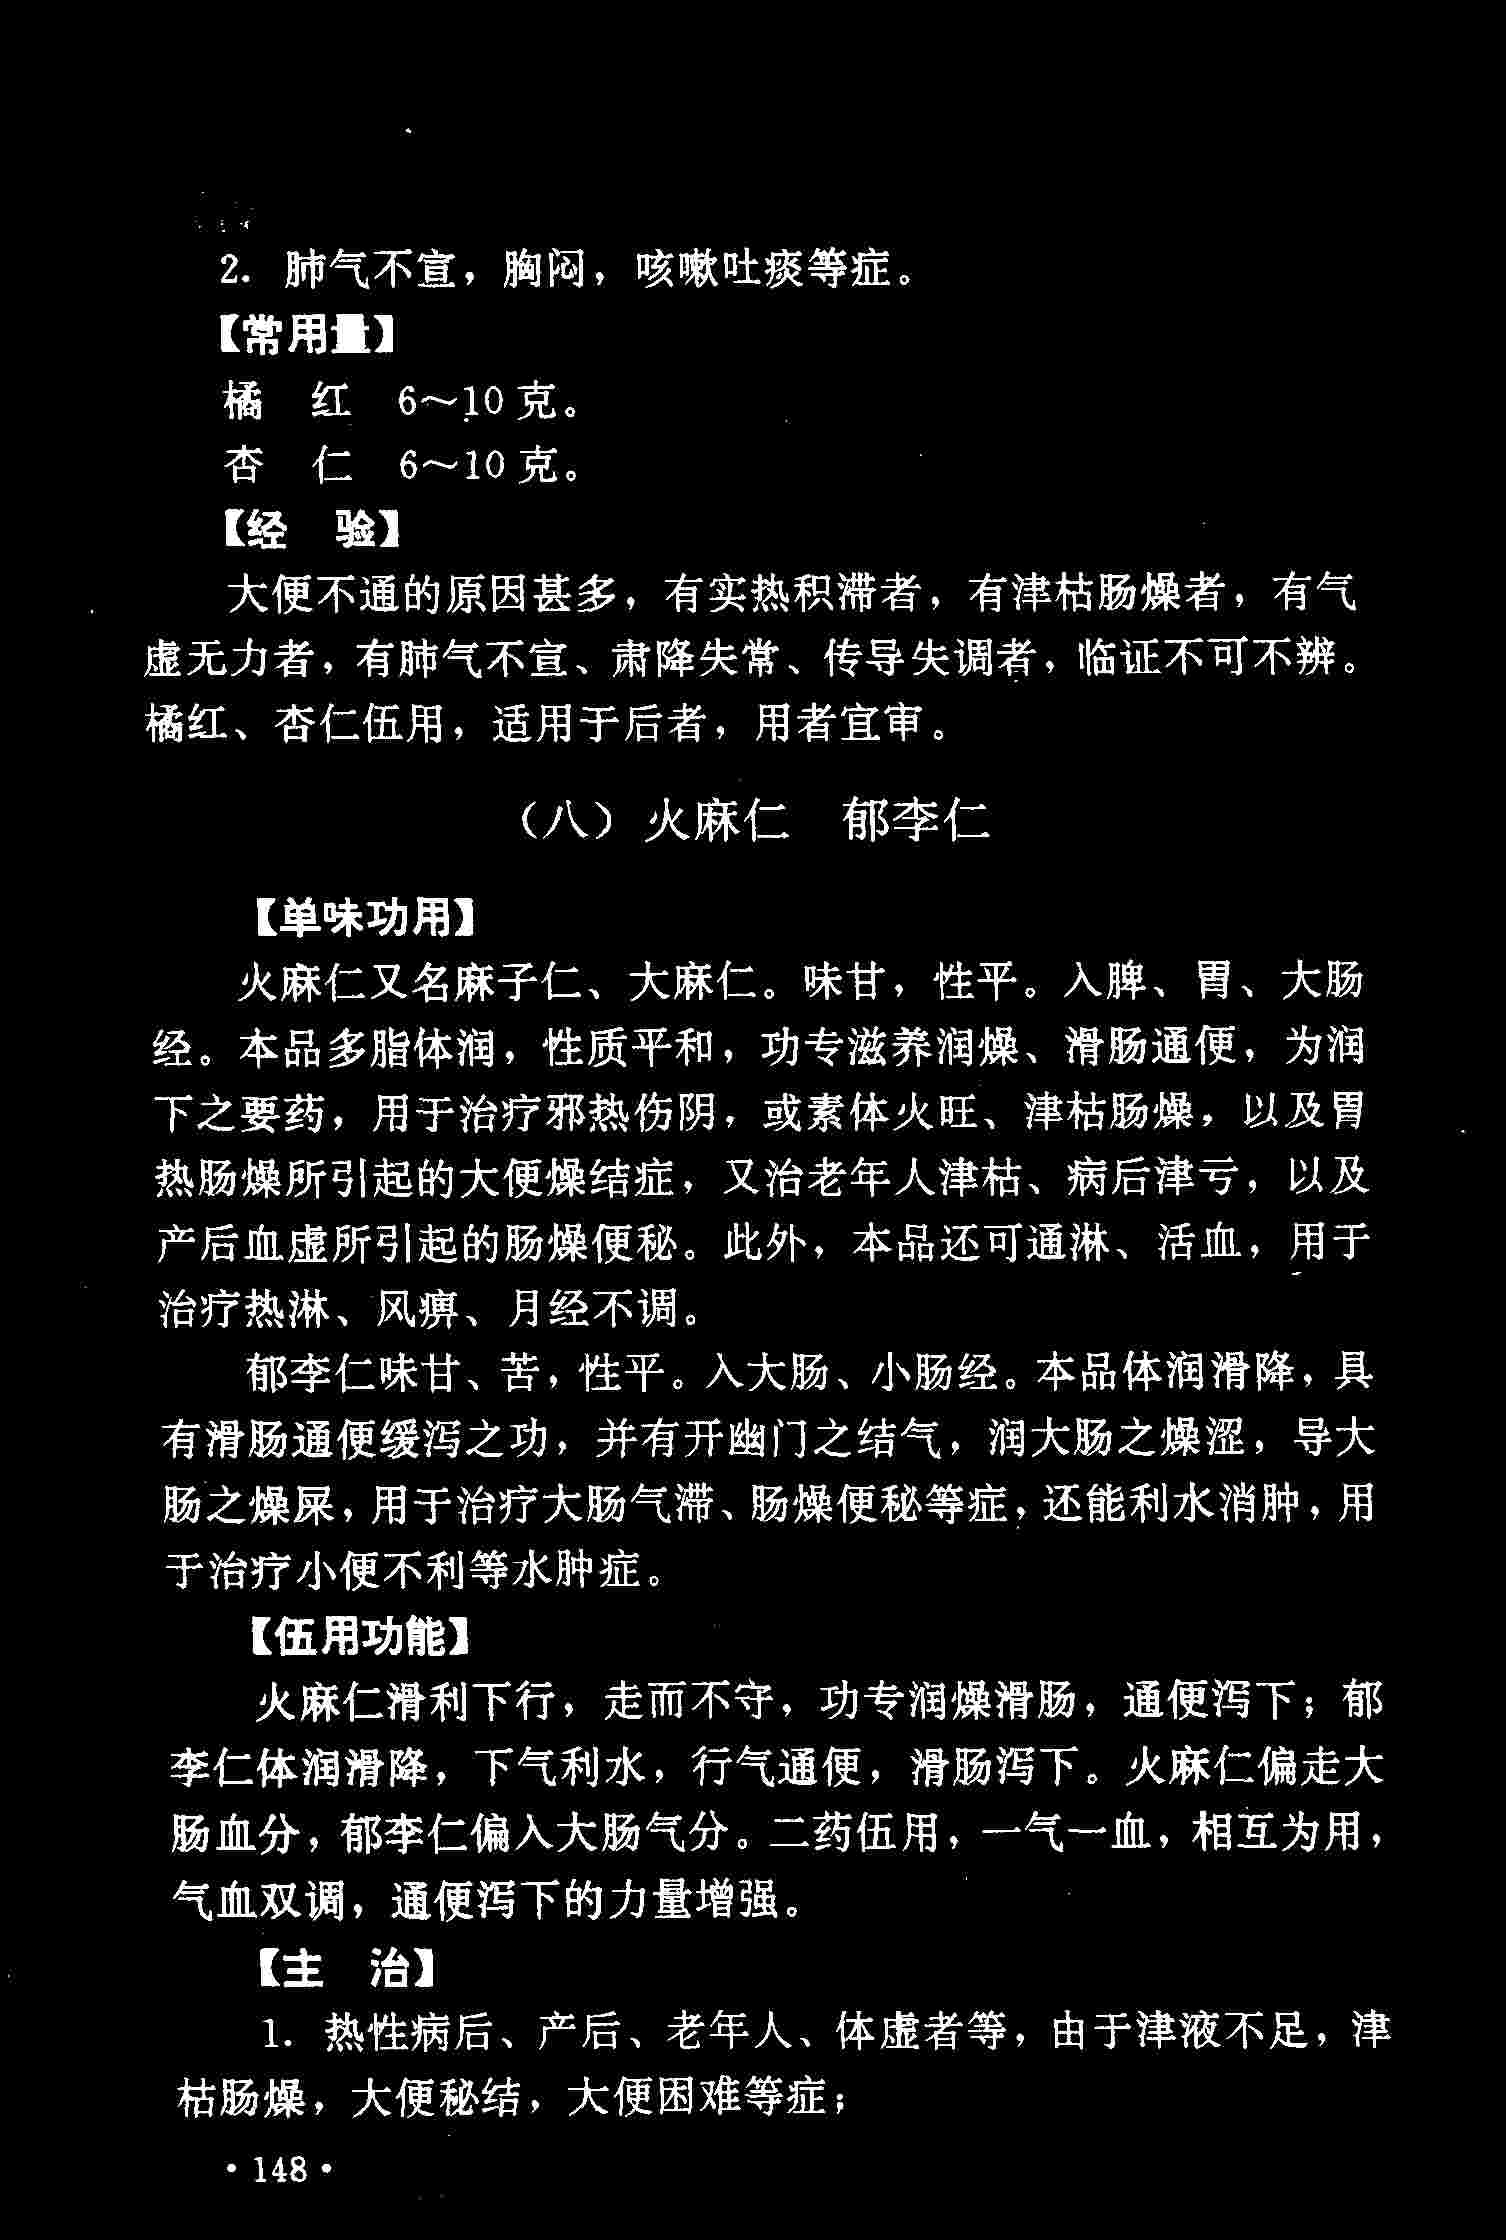 2. 肺气不宣，胸闷，咳嗽吐痰等症。
【常用量】
橘 红 6～10克。
杏 仁 6～10克。
【经 验】
大便不通的原因甚多，有实热积滞者，有津枯肠燥者，有气
虚无力者，有肺气不宣、肃降失常、传导失调者，临证不可不辨。
橘红、杏仁伍用，适用于后者，用者宜审。
（八）火麻仁 郁李仁
【单味功用】
火麻仁又名麻子仁、大麻仁。味甘，性平。入脾、胃、大肠
经。本品多脂体润，性质平和，功专滋养润燥、滑肠通便，为润
下之要药，用于治疗邪热伤阴，或素体火旺、津枯肠燥，以及胃
热肠燥所引起的大便燥结症，又治老年人津枯、病后津亏，以及
产后血虚所引起的肠燥便秘。此外，本品还可通淋、活血，用于
治疗热淋、风痹、月经不调。
郁李仁味甘、苦，性平。入大肠、小肠经。本品体润滑降，具
有滑肠通便缓泻之功，并有开幽门之结气，润大肠之燥涩，导大
肠之燥屎，用于治疗大肠气滞、肠燥便秘等症，还能利水消肿，用
于治疗小便不利等水肿症。
【伍用功能】
火麻仁滑利下行，走而不守，功专润燥滑肠，通便泻下；郁
李仁体润滑降，下气利水，行气通便，滑肠泻下。火麻仁偏走大
肠血分，郁李仁偏入大肠气分。二药伍用，一气一血，相互为用，
气血双调，通便泻下的力量增强。
【主 治】
1. 热性病后、产后、老年人、体虚者等，由于津液不足，津
枯肠燥，大便秘结，大便困难等症；
·148·